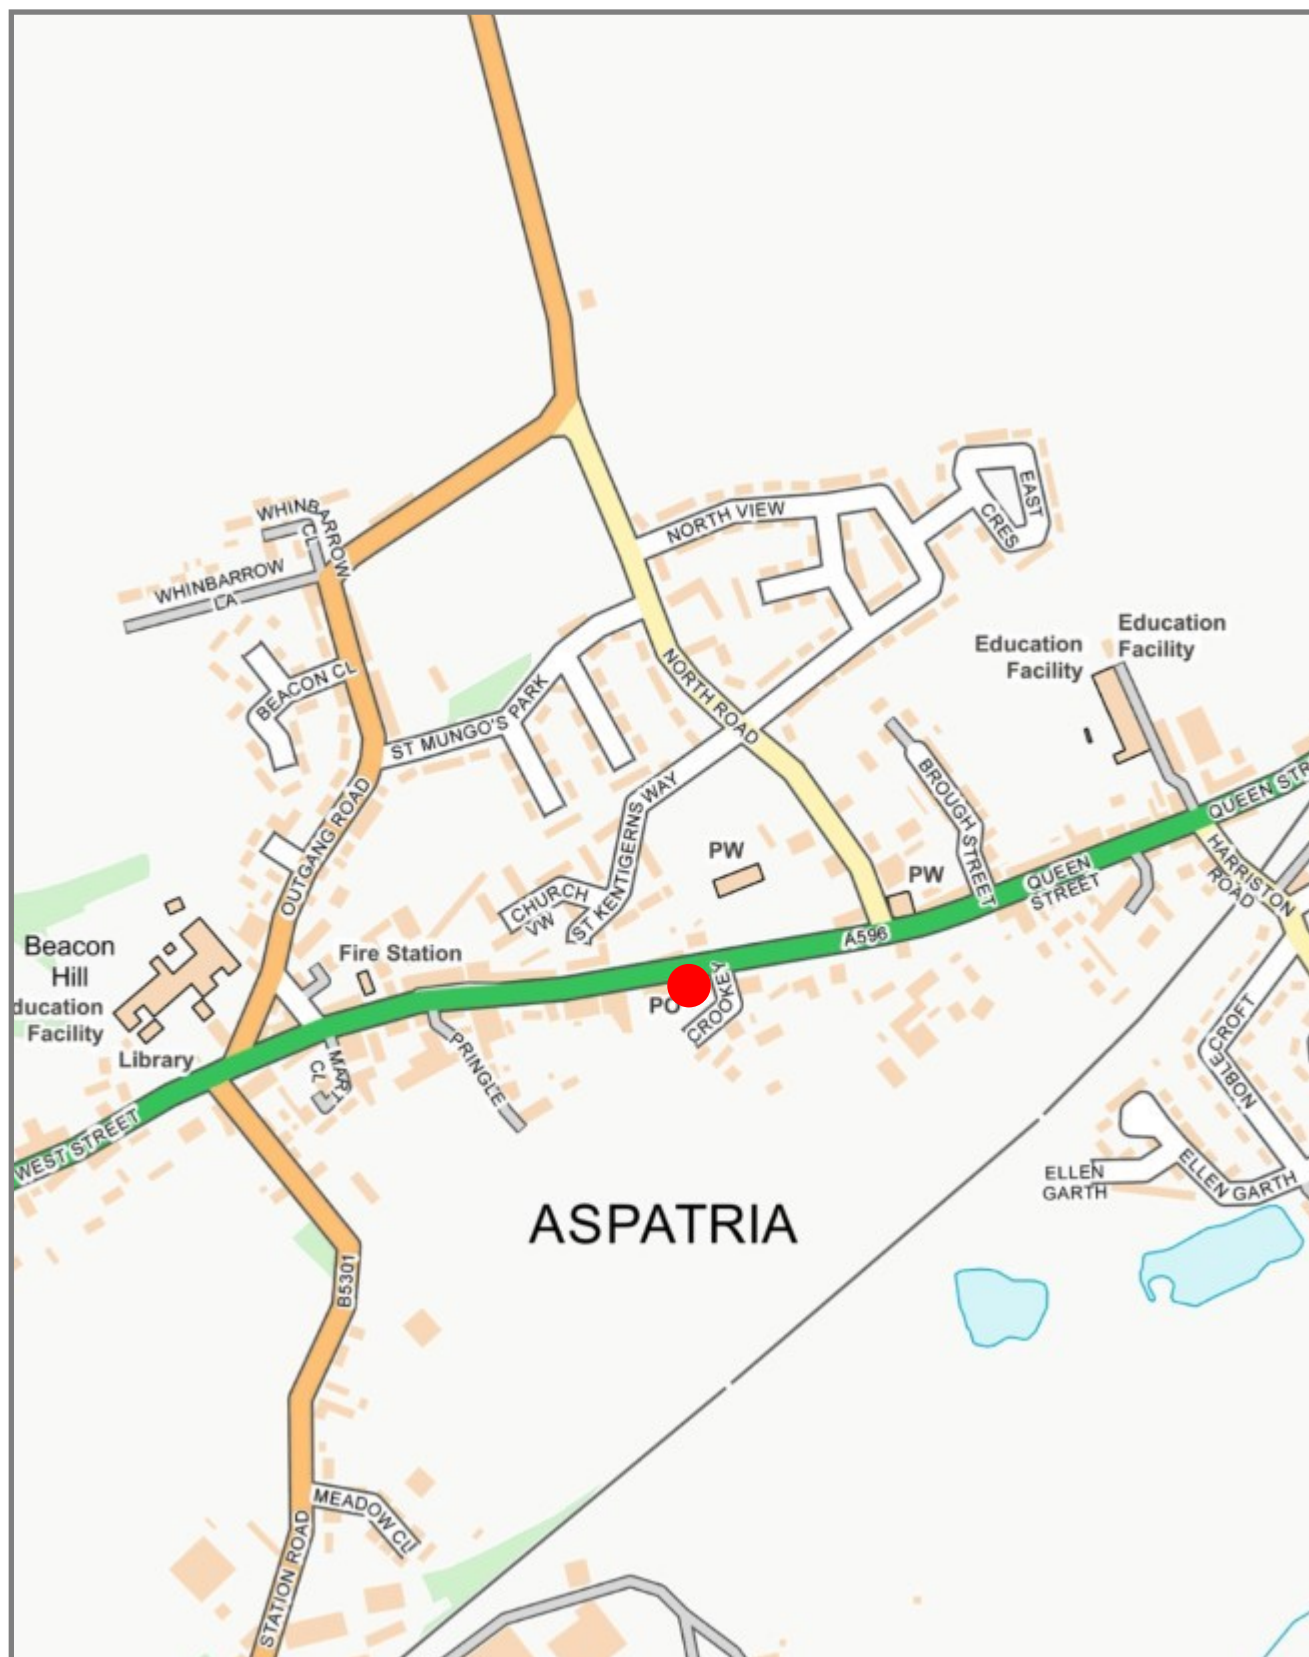 WHINBARROW
CL
WHINBARROW
LA
NORTH VIEW
EAST
CRES
Education
Facility
Education
Facility
BEACON CL
ST MUNGO'S PARK
NORTH ROAD
OUTGANG ROAD
ST KENTIGERNS WAY
BROUGH STREET
QUEEN STR
HARRISTON
ROAD
PW
PW
CHURCH
VW
QUEEN
STREET
A596
Beacon
Hill
ducation
Facility
Library
Fire Station
PO
CROOKEY
MART
CL
PRINGLE
WEST STREET
NOBLE CROFT
ELLEN
GARTH
ELLEN GARTH
ASPATRIA
B5301
MEADOW CL
STATION ROAD